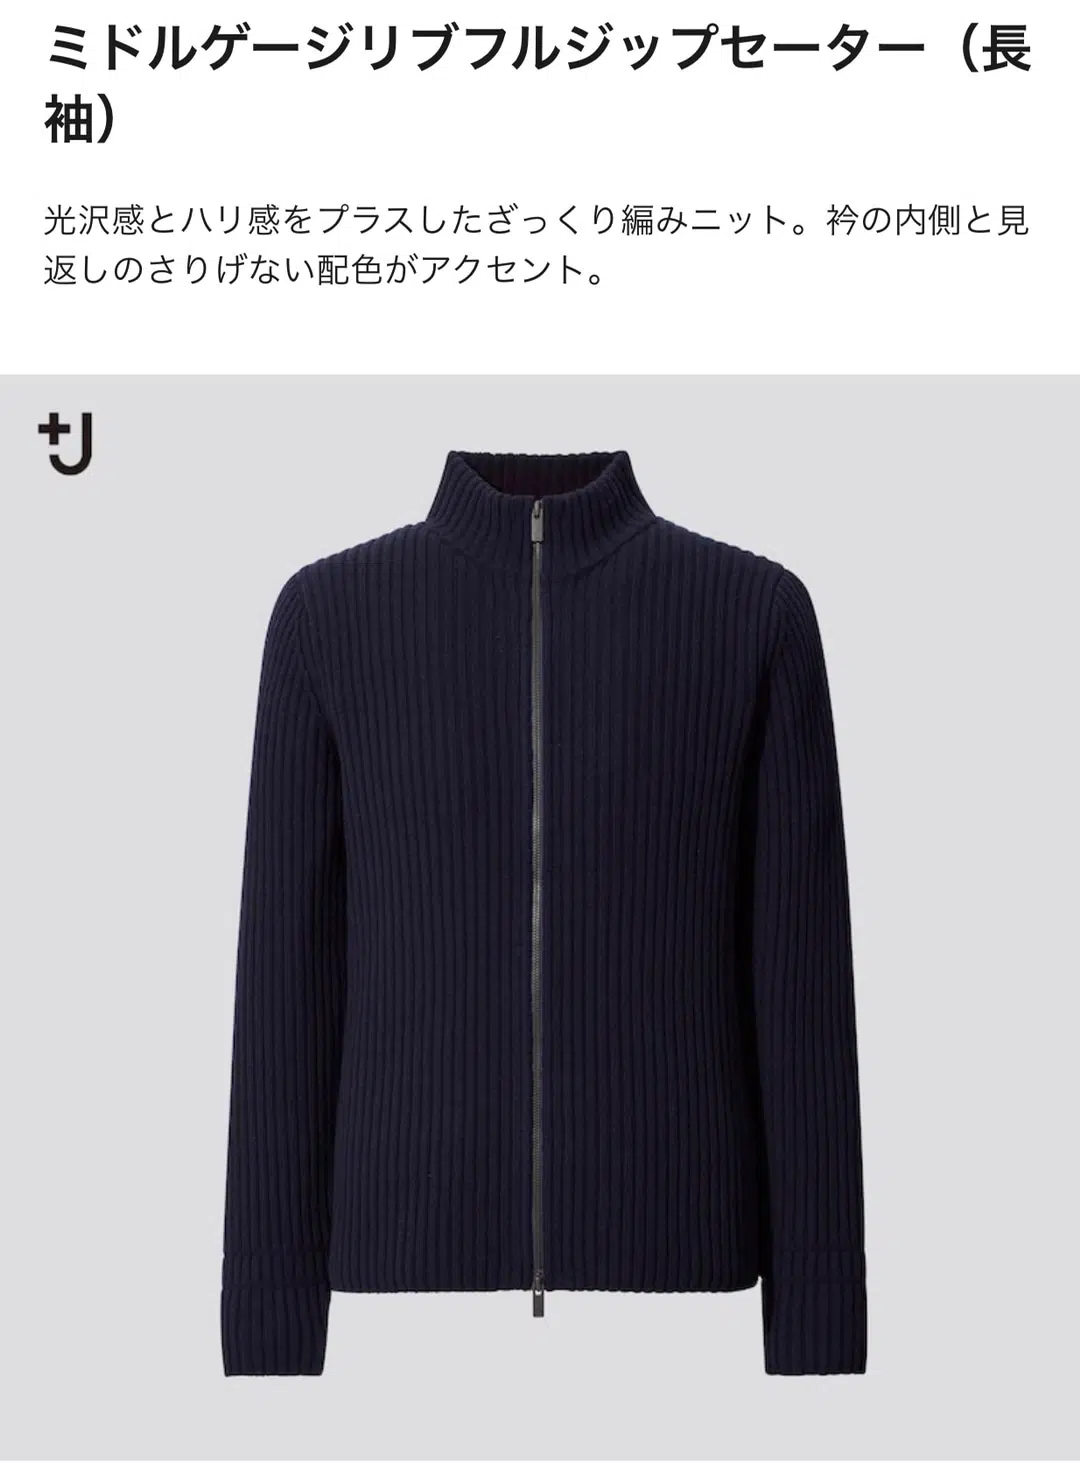 ミドルゲージリブフルジップセーター（長
袖）
光沢感とハリ感をプラスしたざっくり編みニット。衿の内側と見
返しのさりげない配色がアクセント。
+J